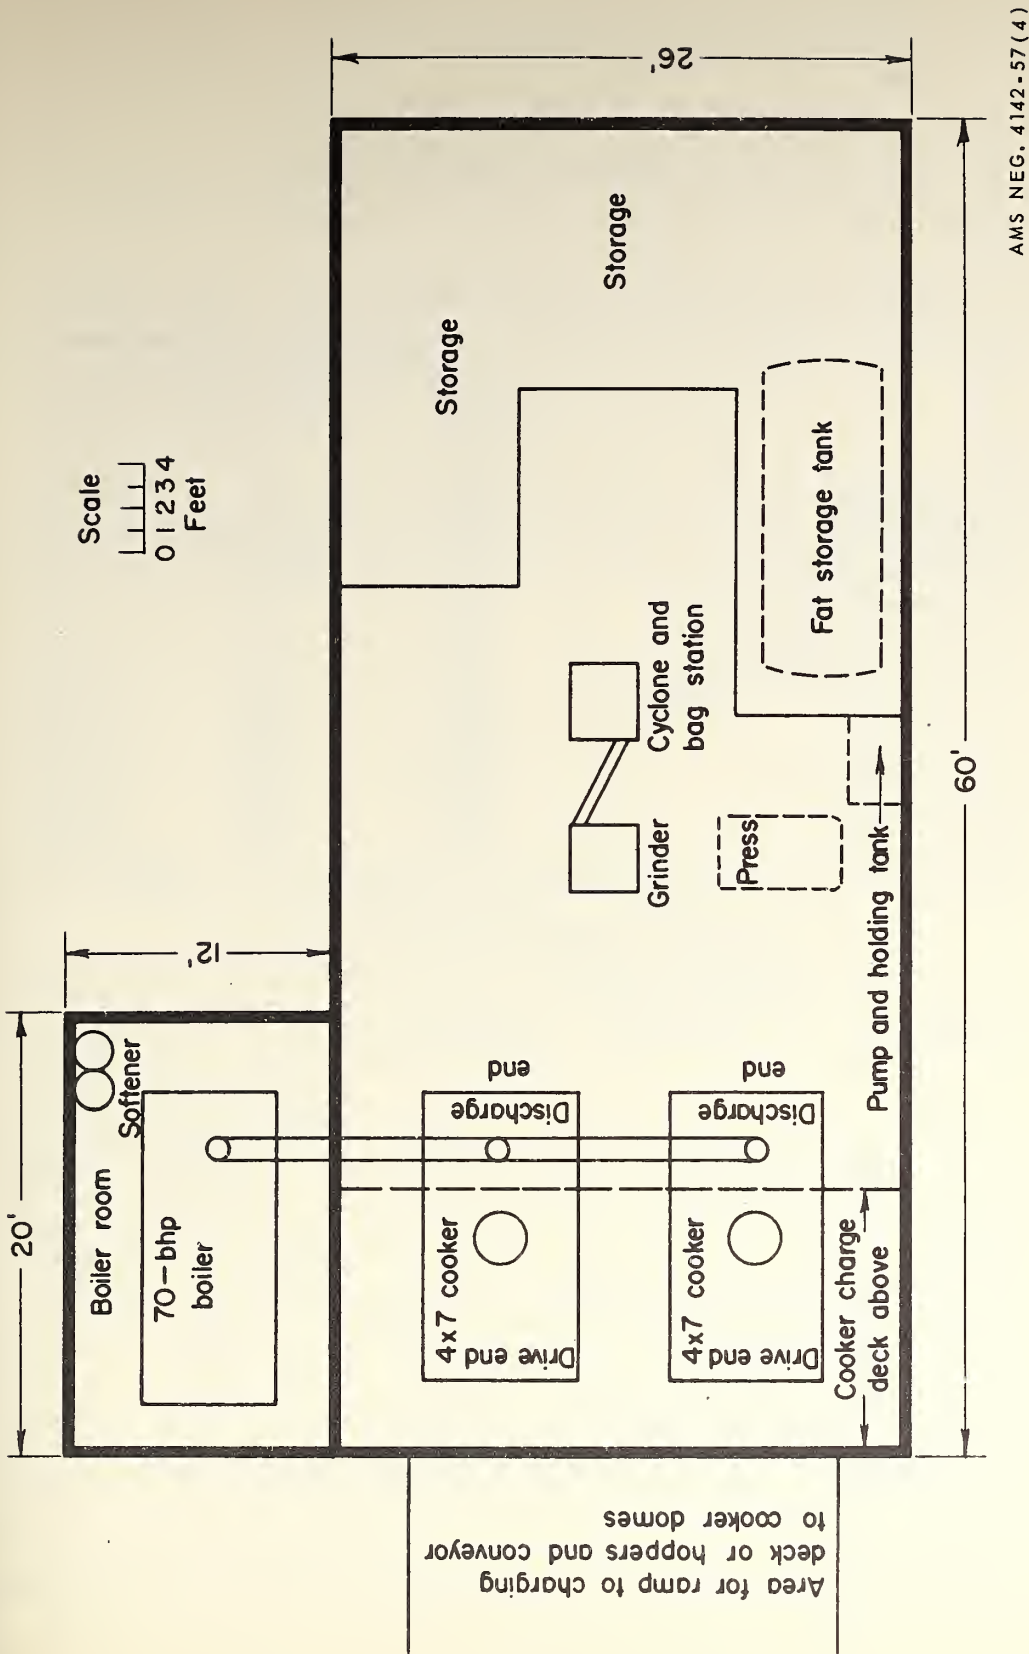 AMS NEG. 4142-57(4)
26'
60'
12'
20'
Scale
0 1 2 3 4
Feet
Storage
Storage
Fat storage tank
Cyclone and
bag station
Grinder
Press
Pump and holding tank
Softener
Boiler room
70-bhp
boiler
Discharge
end
4x7 cooker
Drive end
Discharge
end
4x7 cooker
Drive end
Cooker charge
deck above
Area for ramp to charging
deck or hoppers and conveyor
to cooker domes